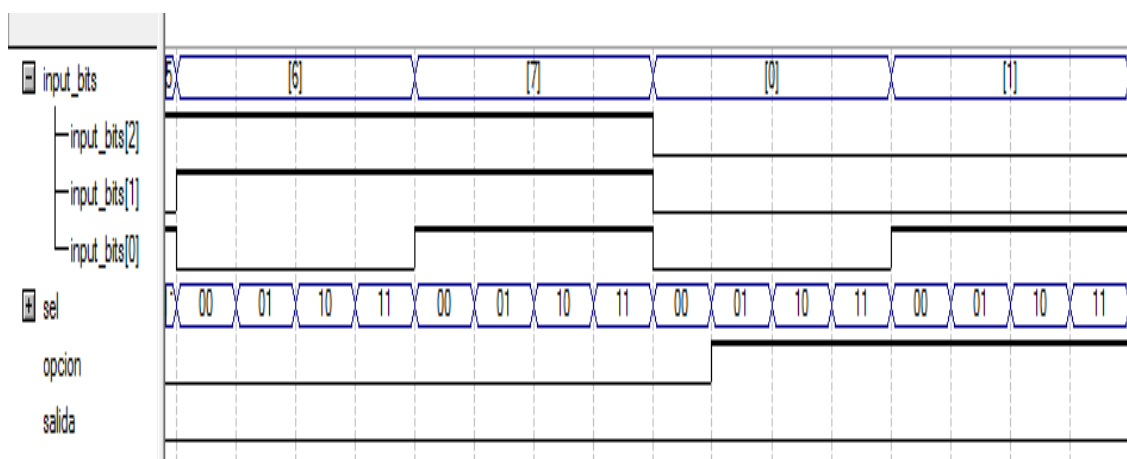 input_bits 5 [6] [7] [0] [1]
input_bits[2]
input_bits[1]
input_bits[0]
sel 00 01 10 11 00 01 10 11 00 01 10 11 00 01 10 11
opcion
salida